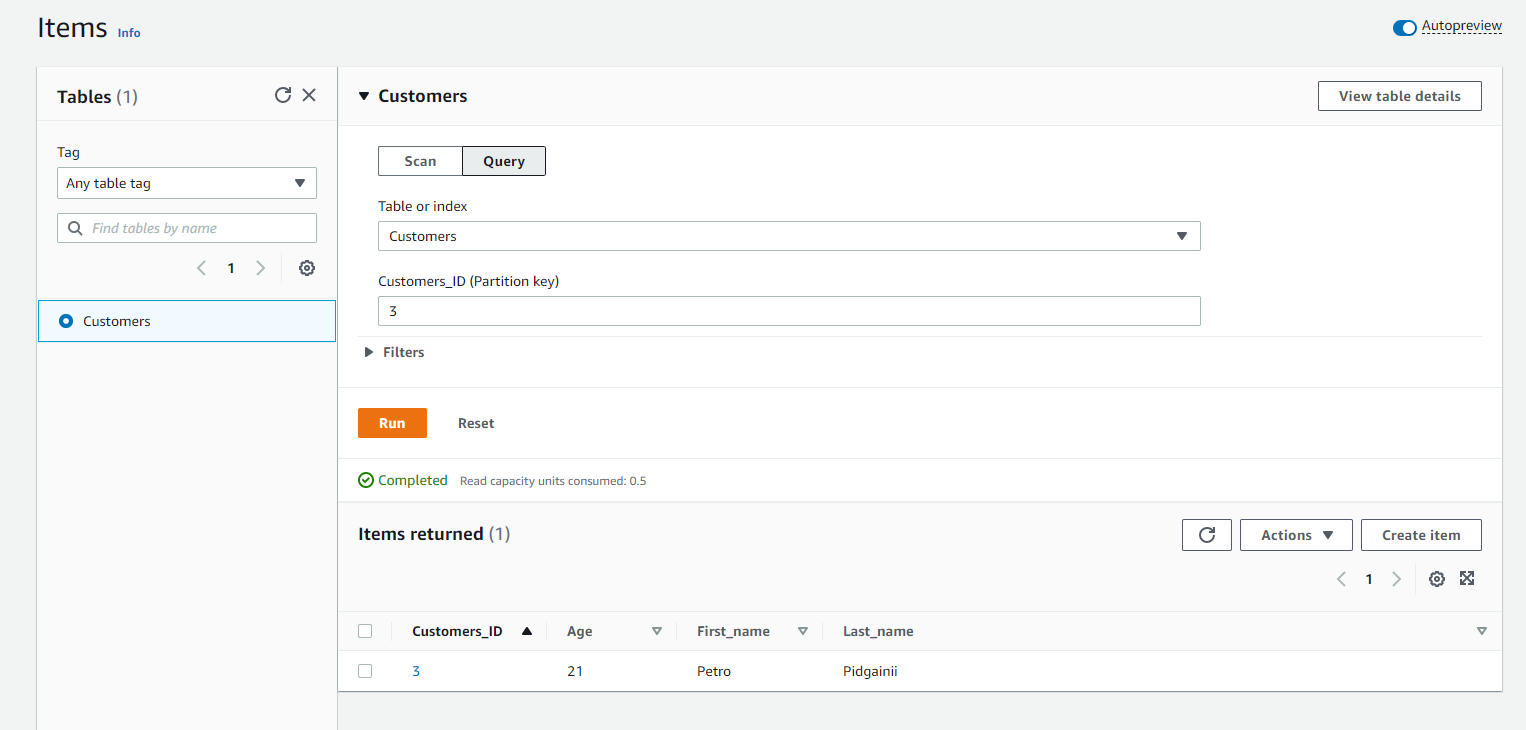 Items Info
Autopreview
Tables (1)
Tag
Any table tag
Find tables by name
1
Customers
Customers
View table details
Scan Query
Table or index
Customers
Customers_ID (Partition key)
3
Filters
Run Reset
Completed Read capacity units consumed: 0.5
Items returned (1)
Actions Create item
1
Customers_ID Age First_name Last_name
3 21 Petro Pidgainii